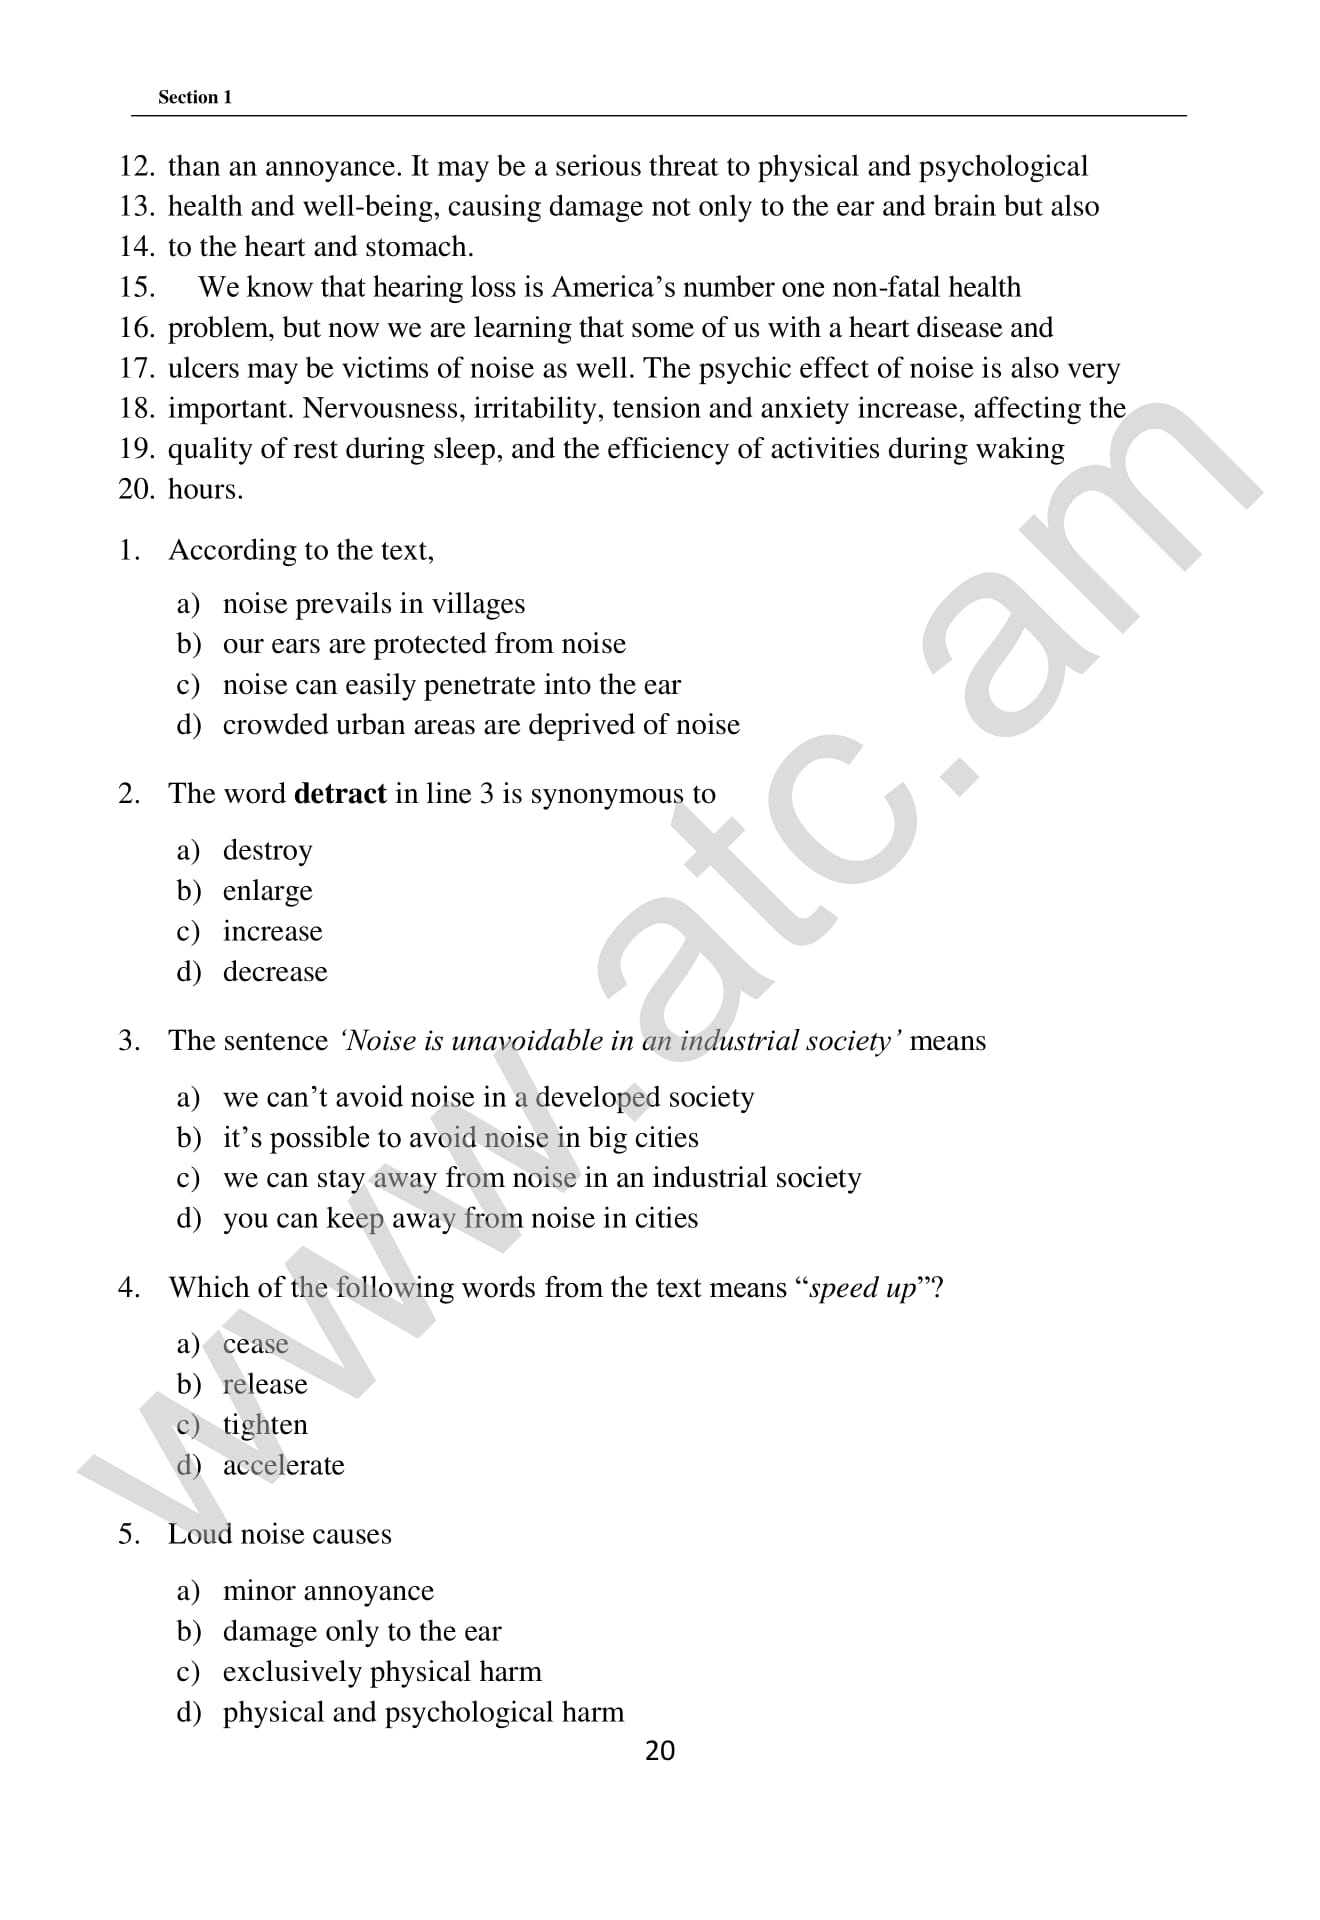 Section 1
12. than an annoyance. It may be a serious threat to physical and psychological
13. health and well-being, causing damage not only to the ear and brain but also
14. to the heart and stomach.
15. We know that hearing loss is America’s number one non-fatal health
16. problem, but now we are learning that some of us with a heart disease and
17. ulcers may be victims of noise as well. The psychic effect of noise is also very
18. important. Nervousness, irritability, tension and anxiety increase, affecting the
19. quality of rest during sleep, and the efficiency of activities during waking
20. hours.
1. According to the text,
a) noise prevails in villages
b) our ears are protected from noise
c) noise can easily penetrate into the ear
d) crowded urban areas are deprived of noise
2. The word detract in line 3 is synonymous to
a) destroy
b) enlarge
c) increase
d) decrease
3. The sentence ‘Noise is unavoidable in an industrial society’ means
a) we can’t avoid noise in a developed society
b) it’s possible to avoid noise in big cities
c) we can stay away from noise in an industrial society
d) you can keep away from noise in cities
4. Which of the following words from the text means “speed up”?
a) cease
b) release
c) tighten
d) accelerate
5. Loud noise causes
a) minor annoyance
b) damage only to the ear
c) exclusively physical harm
d) physical and psychological harm
20
www.atc.am